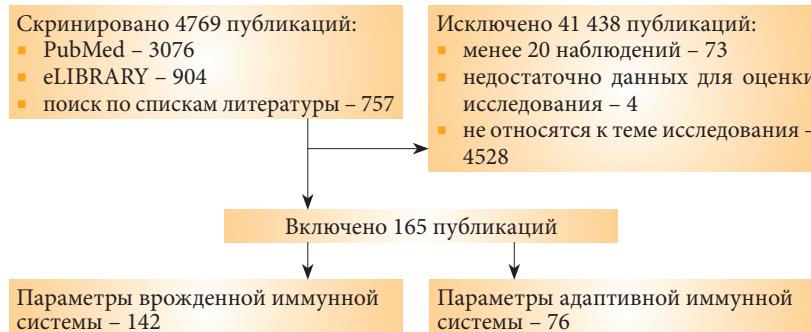 Скринировано 4769 публикаций:
PubMed – 3076
eLIBRARY – 904
поиск по спискам литературы – 757
Исключено 41 438 публикаций:
менее 20 наблюдений – 73
недостаточно данных для оценки
исследования – 4
не относятся к теме исследования –
4528
Включено 165 публикаций
Параметры врожденной иммунной
системы – 142
Параметры адаптивной иммунной
системы – 76